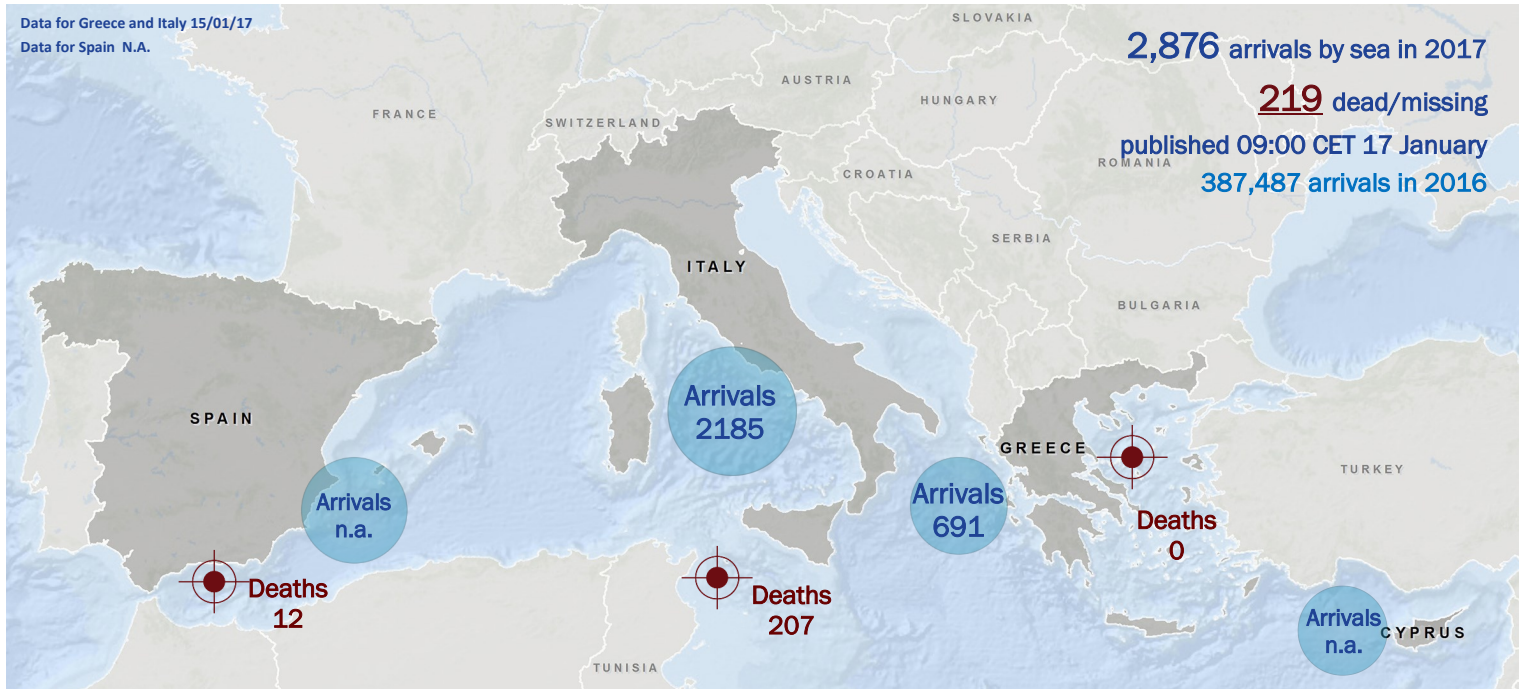 Data for Greece and Italy 15/01/17
Data for Spain N.A.
2,876 arrivals by sea in 2017
219 dead/missing
published 09:00 CET 17 January
387,487 arrivals in 2016
SLOVAKIA
AUSTRIA
HUNGARY
FRANCE
SWITZERLAND
ROMANIA
CROATIA
SERBIA
ITALY
BULGARIA
SPAIN
Arrivals
2185
GREECE
TURKEY
Arrivals
n.a.
Arrivals
691
Deaths
0
Deaths
12
Deaths
207
Arrivals
n.a.
CYPRUS
TUNISIA